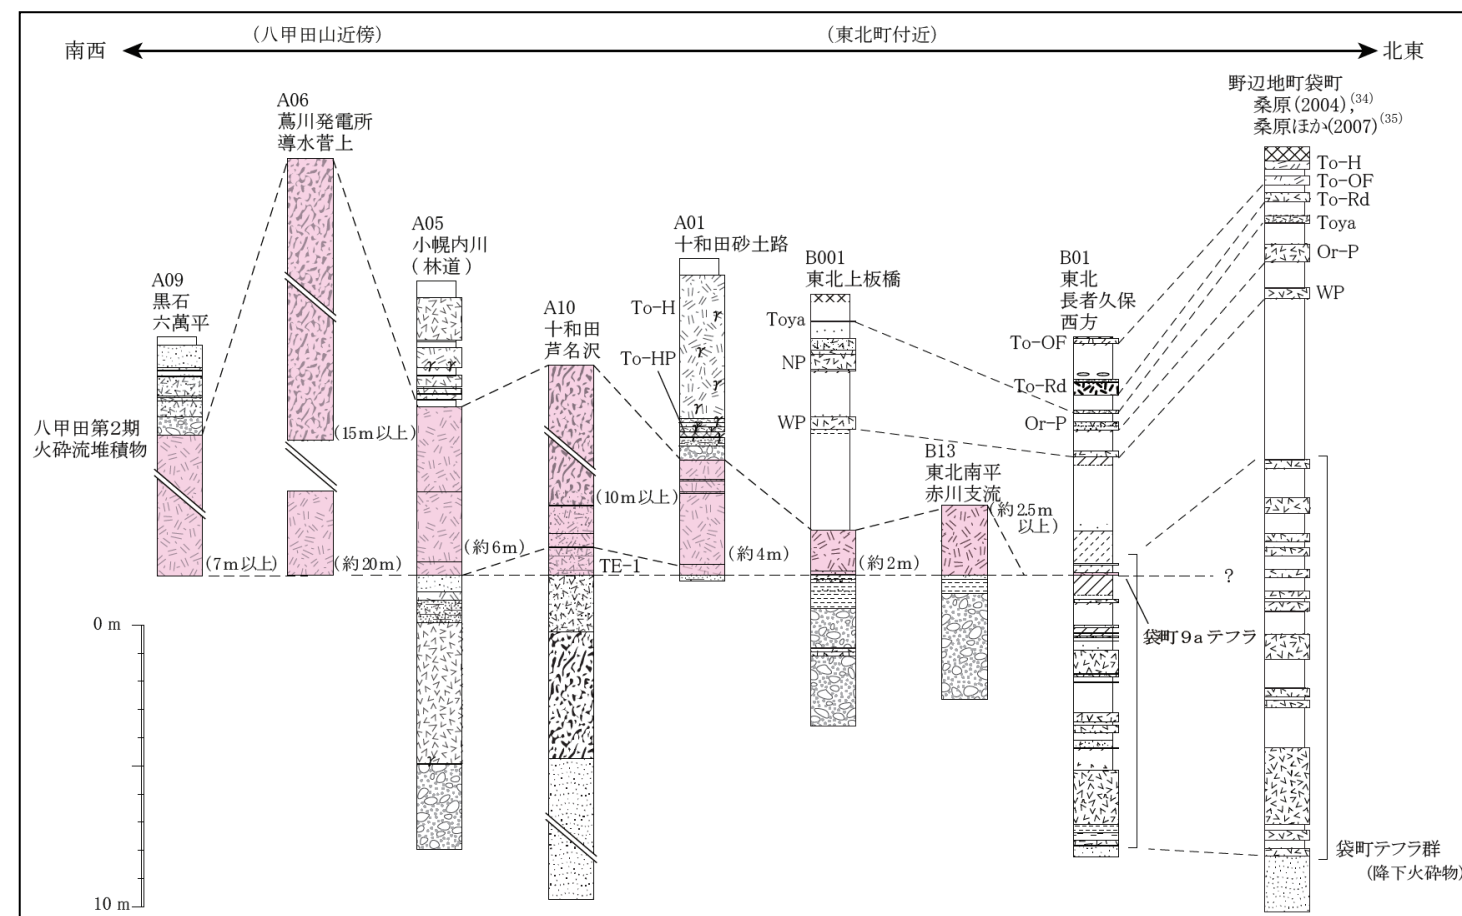 (八甲田山近傍)
(東北町付近)
南西
北東
野辺地町袋町
桑原(2004),(34)
桑原ほか(2007)(35)
To-H
To-OF
To-Rd
Toya
Or-P
WP
A06
蔦川発電所
導水菅上
A05
小幌内川
(林道)
A01
十和田砂土路
B001
東北上板橋
B01
東北
長者久保
西方
A09
黒石
六萬平
A10
十和田
芦名沢
To-H
To-HP
Toya
NP
WP
To-OF
To-Rd
Or-P
B13
東北南平
赤川支流
八甲田第2期
火砕流堆積物
(15m以上)
(10m以上)
(約2.5m
以上)
(7m以上)
(約20m)
(約6m)
TE-1
(約4m)
(約2m)
?
r
r r
r
r
r
r
r
r
r
r
0 m
10 m
袋町9aテフラ
袋町テフラ群
(降下火砕物)